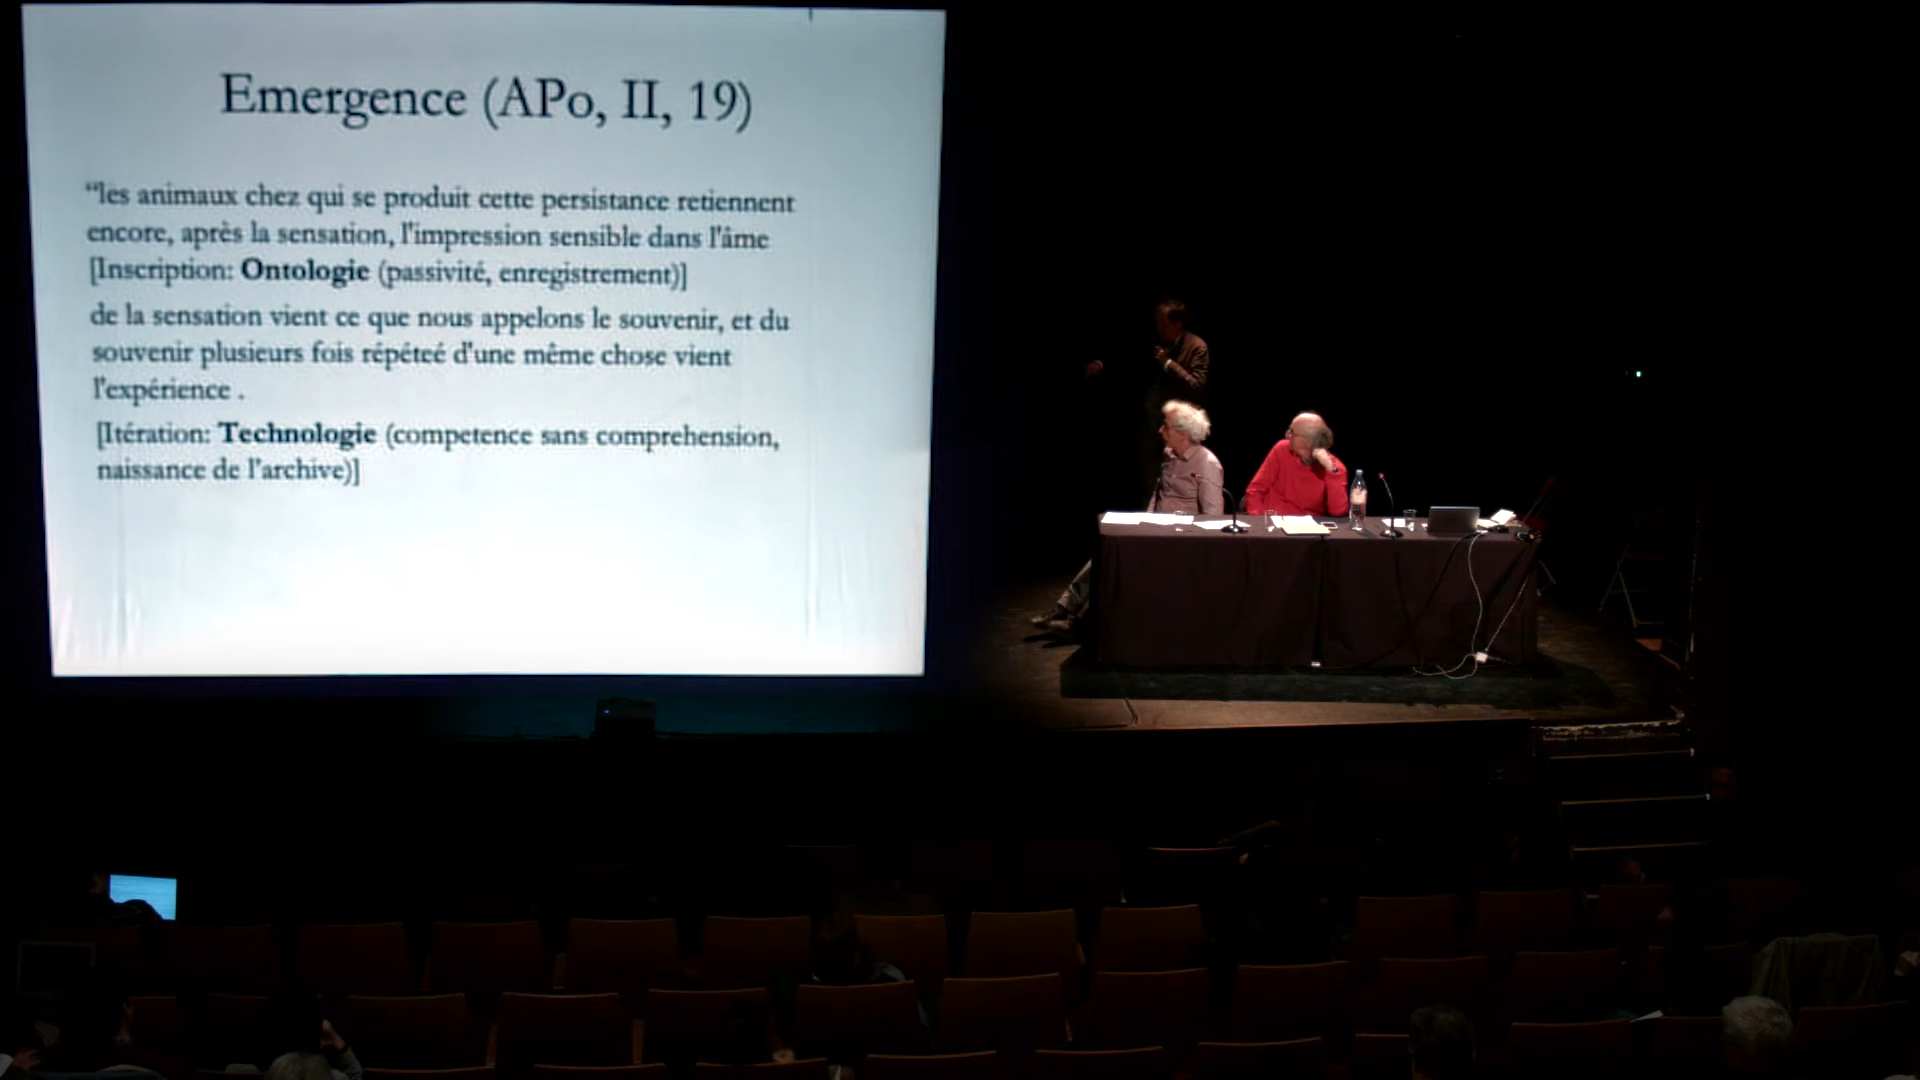 Emergence (APo, II, 19)
“les animaux chez qui se produit cette persistance retiennent
encore, après la sensation, l'impression sensible dans l'âme
[Inscription: Ontologie (passivité, enregistrement)]
de la sensation vient ce que nous appelons le souvenir, et du
souvenir plusieurs fois répéteé d'une même chose vient
l'expérience .
[Itération: Technologie (competence sans comprehension,
naissance de l'archive)]